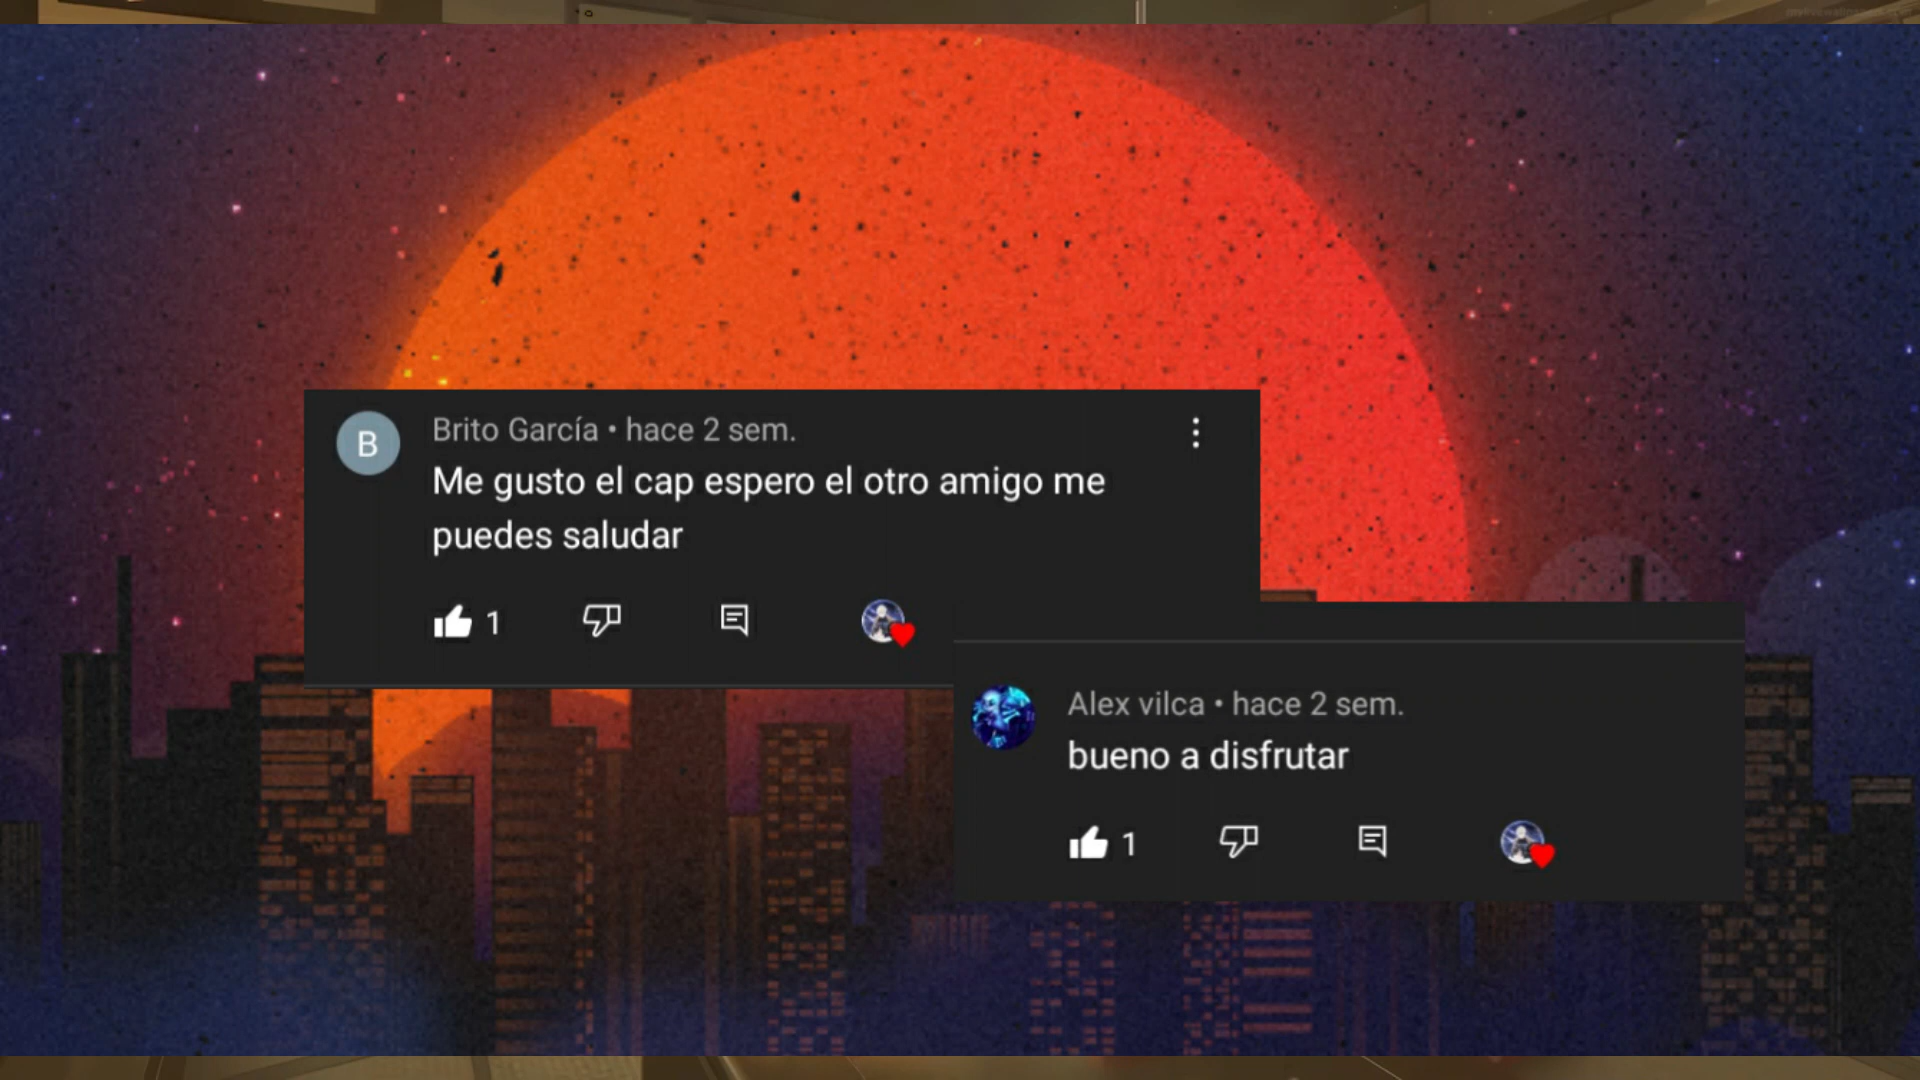 B
Brito García • hace 2 sem.
Me gusto el cap espero el otro amigo me
puedes saludar
1
Alex vilca • hace 2 sem.
bueno a disfrutar
1